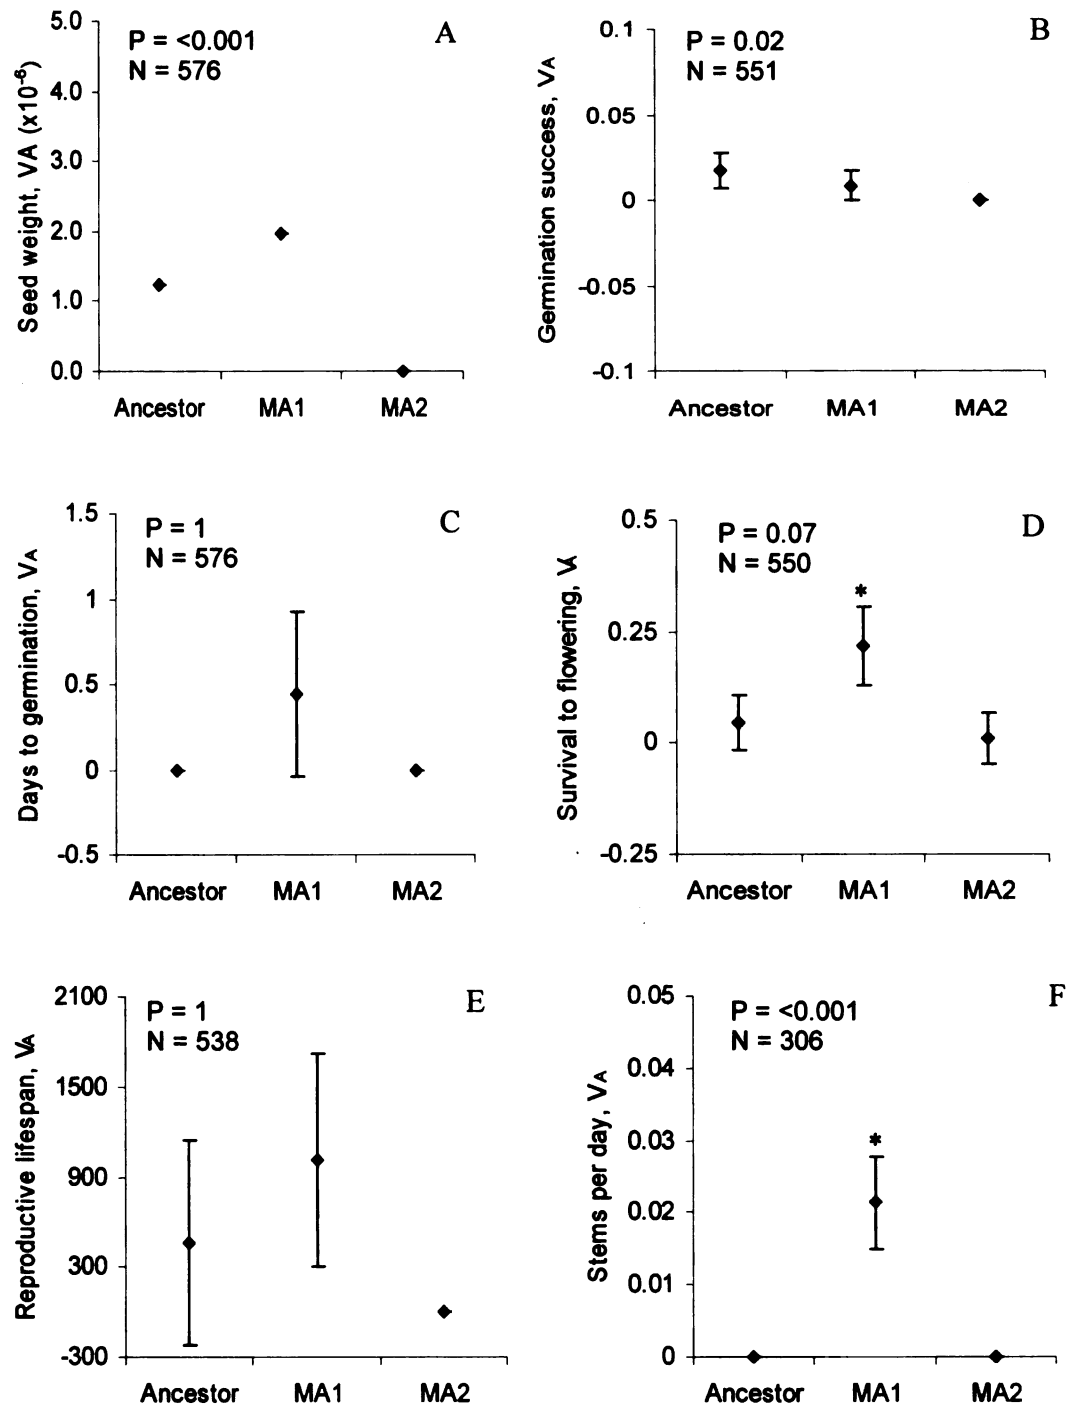 A
P = <0.001
N = 576
Seed weight, VA (x10⁻⁶)
5.0
4.0
3.0
2.0
1.0
0.0
Ancestor MA1 MA2
B
P = 0.02
N = 551
Germination success, VA
0.1
0.05
0
-0.05
-0.1
Ancestor MA1 MA2
C
P = 1
N = 576
Days to germination, VA
1.5
1
0.5
0
-0.5
Ancestor MA1 MA2
D
P = 0.07
N = 550
Survival to flowering, VA
0.5
0.25
0
-0.25
*
Ancestor MA1 MA2
E
P = 1
N = 538
Reproductive lifespan, VA
2100
1500
900
300
-300
Ancestor MA1 MA2
F
P = <0.001
N = 306
Stems per day, VA
0.05
0.04
0.03
0.02
0.01
0
*
Ancestor MA1 MA2